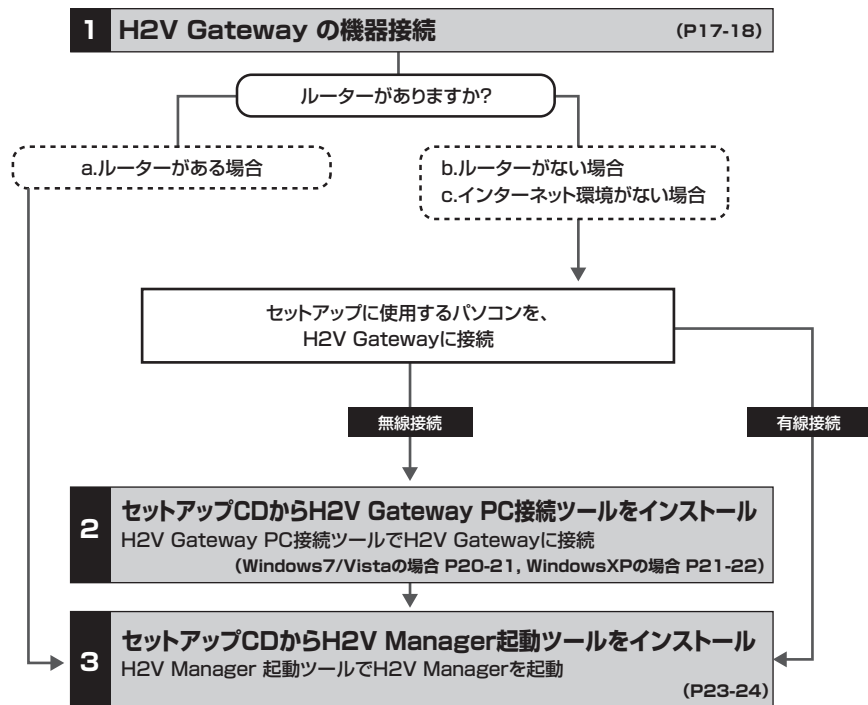 1 H2V Gateway の機器接続 (P17-18)
ルーターがありますか?
a.ルーターがある場合
b.ルーターがない場合
c.インターネット環境がない場合
セットアップに使用するパソコンを、
H2V Gatewayに接続
無線接続
有線接続
2 セットアップCDからH2V Gateway PC接続ツールをインストール
H2V Gateway PC接続ツールでH2V Gatewayに接続
(Windows7/Vistaの場合 P20-21, WindowsXPの場合 P21-22)
3 セットアップCDからH2V Manager起動ツールをインストール
H2V Manager 起動ツールでH2V Managerを起動
(P23-24)